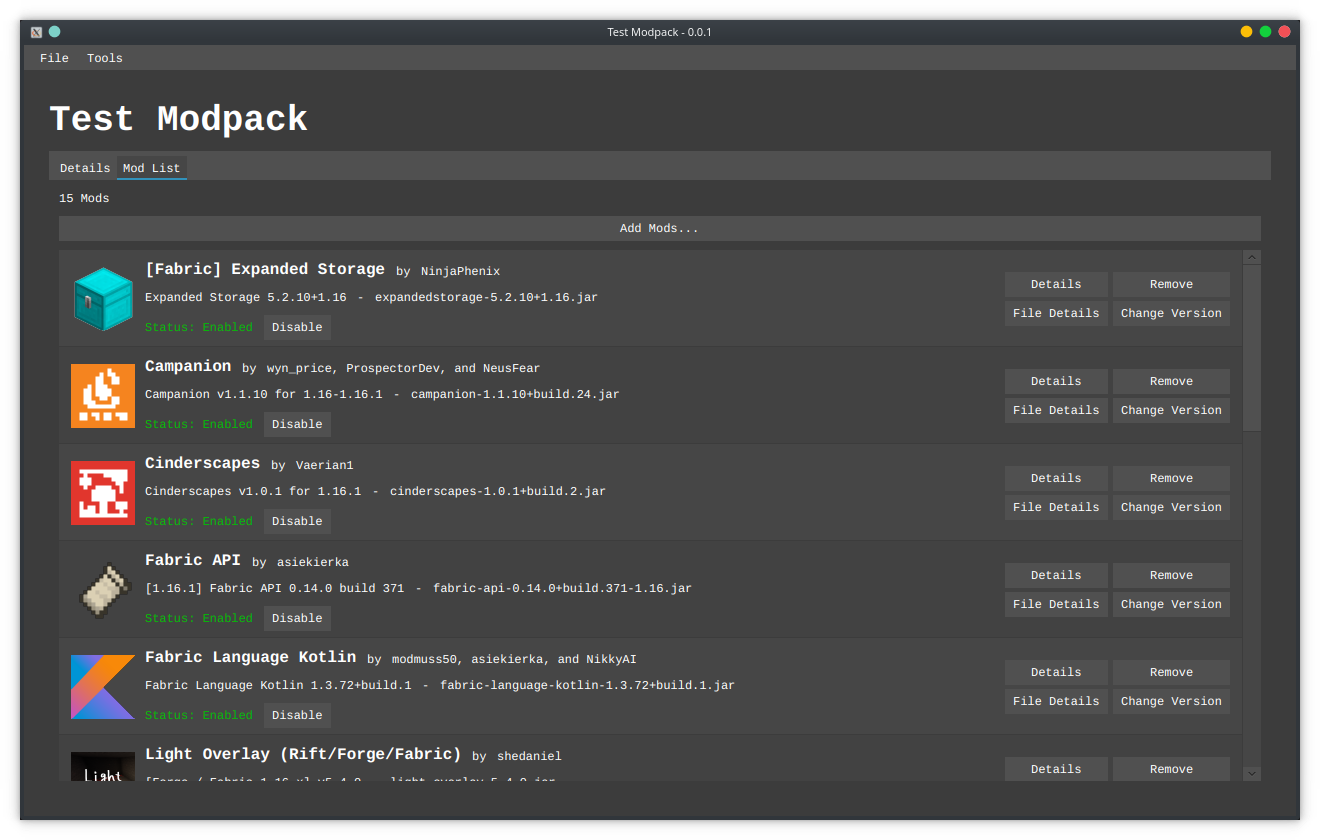 Test Modpack - 0.0.1
File Tools
Test Modpack
Details Mod List
15 Mods
Add Mods...
[Fabric] Expanded Storage by NinjaPhenix
Expanded Storage 5.2.10+1.16 - expandedstorage-5.2.10+1.16.jar
Status: Enabled Disable
Details Remove
File Details Change Version
Campanion by wyn_price, ProspectorDev, and NeusFear
Campanion v1.1.10 for 1.16-1.16.1 - campanion-1.1.10+build.24.jar
Status: Enabled Disable
Details Remove
File Details Change Version
Cinderscapes by Vaerian1
Cinderscapes v1.0.1 for 1.16.1 - cinderscapes-1.0.1+build.2.jar
Status: Enabled Disable
Details Remove
File Details Change Version
Fabric API by asiekierka
[1.16.1] Fabric API 0.14.0 build 371 - fabric-api-0.14.0+build.371-1.16.jar
Status: Enabled Disable
Details Remove
File Details Change Version
Fabric Language Kotlin by modmuss50, asiekierka, and NikkyAI
Fabric Language Kotlin 1.3.72+build.1 - fabric-language-kotlin-1.3.72+build.1.jar
Status: Enabled Disable
Details Remove
File Details Change Version
Light
Light Overlay (Rift/Forge/Fabric) by shedaniel
Details Remove